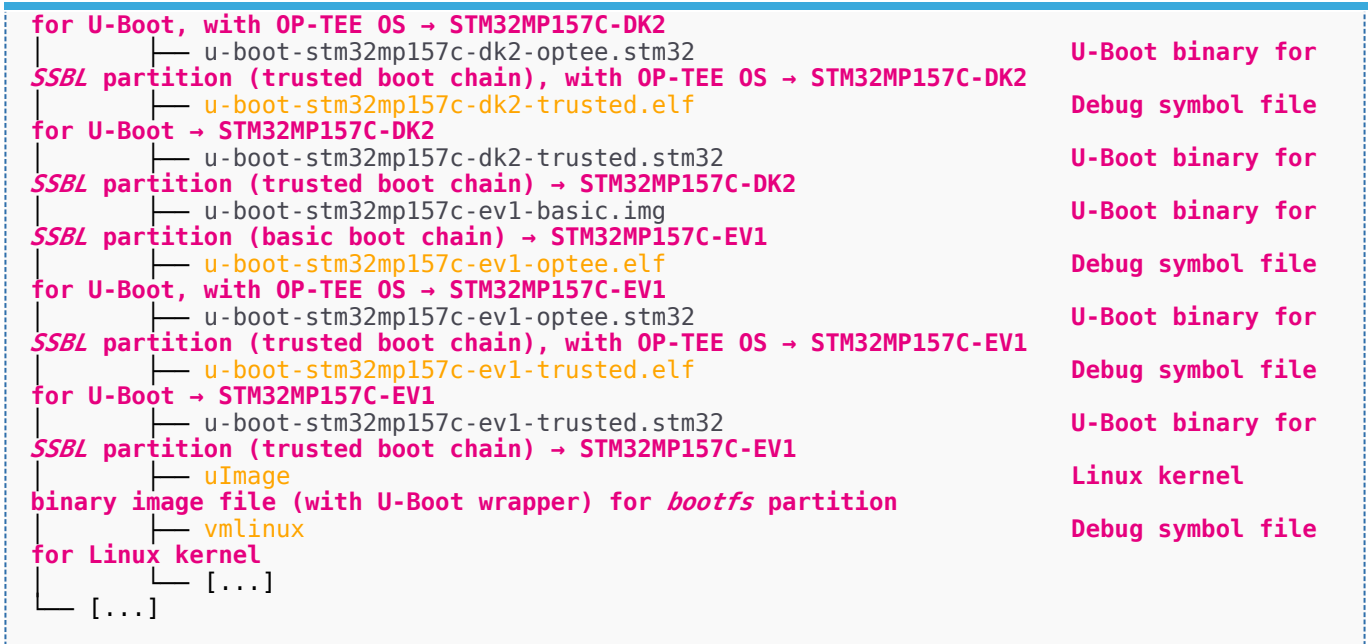 for U-Boot, with OP-TEE OS → STM32MP157C-DK2
│       ├── u-boot-stm32mp157c-dk2-optee.stm32                        U-Boot binary for
SSBL partition (trusted boot chain), with OP-TEE OS → STM32MP157C-DK2
│       ├── u-boot-stm32mp157c-dk2-trusted.elf                        Debug symbol file
for U-Boot → STM32MP157C-DK2
│       ├── u-boot-stm32mp157c-dk2-trusted.stm32                      U-Boot binary for
SSBL partition (trusted boot chain) → STM32MP157C-DK2
│       ├── u-boot-stm32mp157c-ev1-basic.img                          U-Boot binary for
SSBL partition (basic boot chain) → STM32MP157C-EV1
│       ├── u-boot-stm32mp157c-ev1-optee.elf                          Debug symbol file
for U-Boot, with OP-TEE OS → STM32MP157C-EV1
│       ├── u-boot-stm32mp157c-ev1-optee.stm32                        U-Boot binary for
SSBL partition (trusted boot chain), with OP-TEE OS → STM32MP157C-EV1
│       ├── u-boot-stm32mp157c-ev1-trusted.elf                        Debug symbol file
for U-Boot → STM32MP157C-EV1
│       ├── u-boot-stm32mp157c-ev1-trusted.stm32                      U-Boot binary for
SSBL partition (trusted boot chain) → STM32MP157C-EV1
│       ├── uImage                                                    Linux kernel
binary image file (with U-Boot wrapper) for bootfs partition
│       ├── vmlinux                                                   Debug symbol file
for Linux kernel
│       └── [...]
└── [...]